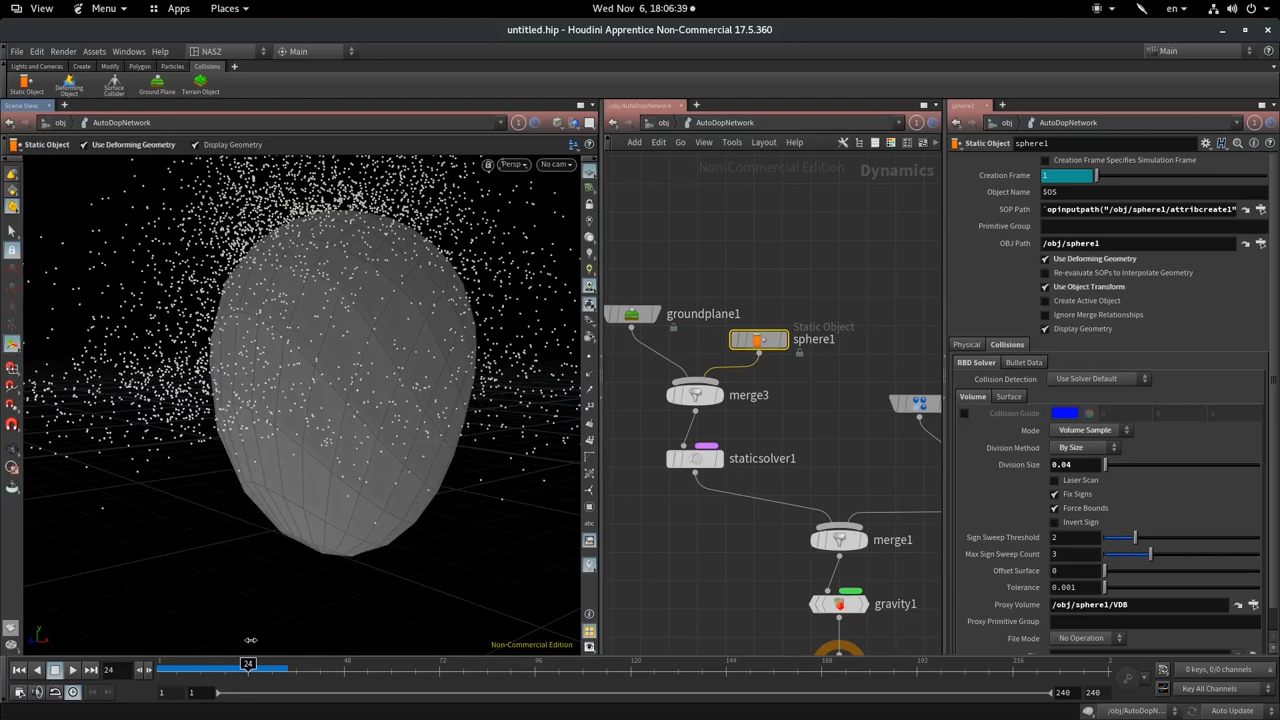 View Apps Places Wed Nov 6, 18:06:39 en
untitled.hip - Houdini Apprentice Non-Commercial 17.5.360
File Edit Render Assets Windows Help NASZ Main Main
Lights and Cameras Create Modify Polygon Particles Collisions
Static Object Deforming Object Surface Collider Ground Plane Terrain Object
Scene View /obj/AutoDopNetwork sphere1
obj AutoDopNetwork 1 obj AutoDopNetwork 1 obj AutoDopNetwork 1
Static Object Use Deforming Geometry Display Geometry
Persp No cam
Non-Commercial Edition
24
1 24 48 72 96 120 144 168 192 216 2
1 1 240 240
Add Edit Go View Tools Layout Help
Non-Commercial Edition Dynamics
groundplane1
Static Object
sphere1
merge3
staticsolver1
merge1
gravity1
Static Object sphere1
Creation Frame Specifies Simulation Frame
Creation Frame 1
Object Name $OS
SOP Path `opinputpath("/obj/sphere1/attribcreate1"
Primitive Group
OBJ Path /obj/sphere1
Use Deforming Geometry
Re-evaluate SOPs to Interpolate Geometry
Use Object Transform
Create Active Object
Ignore Merge Relationships
Display Geometry
Physical Collisions
RBD Solver Bullet Data
Collision Detection Use Solver Default
Volume Surface
Collision Guide 0 0 1
Mode Volume Sample
Division Method By Size
Division Size 0.04
Laser Scan
Fix Signs
Force Bounds
Invert Sign
Sign Sweep Threshold 2
Max Sign Sweep Count 3
Offset Surface 0
Tolerance 0.001
Proxy Volume /obj/sphere1/VDB
Proxy Primitive Group
File Mode No Operation
0 keys, 0/0 channels
Key All Channels
/obj/AutoDopN... Auto Update